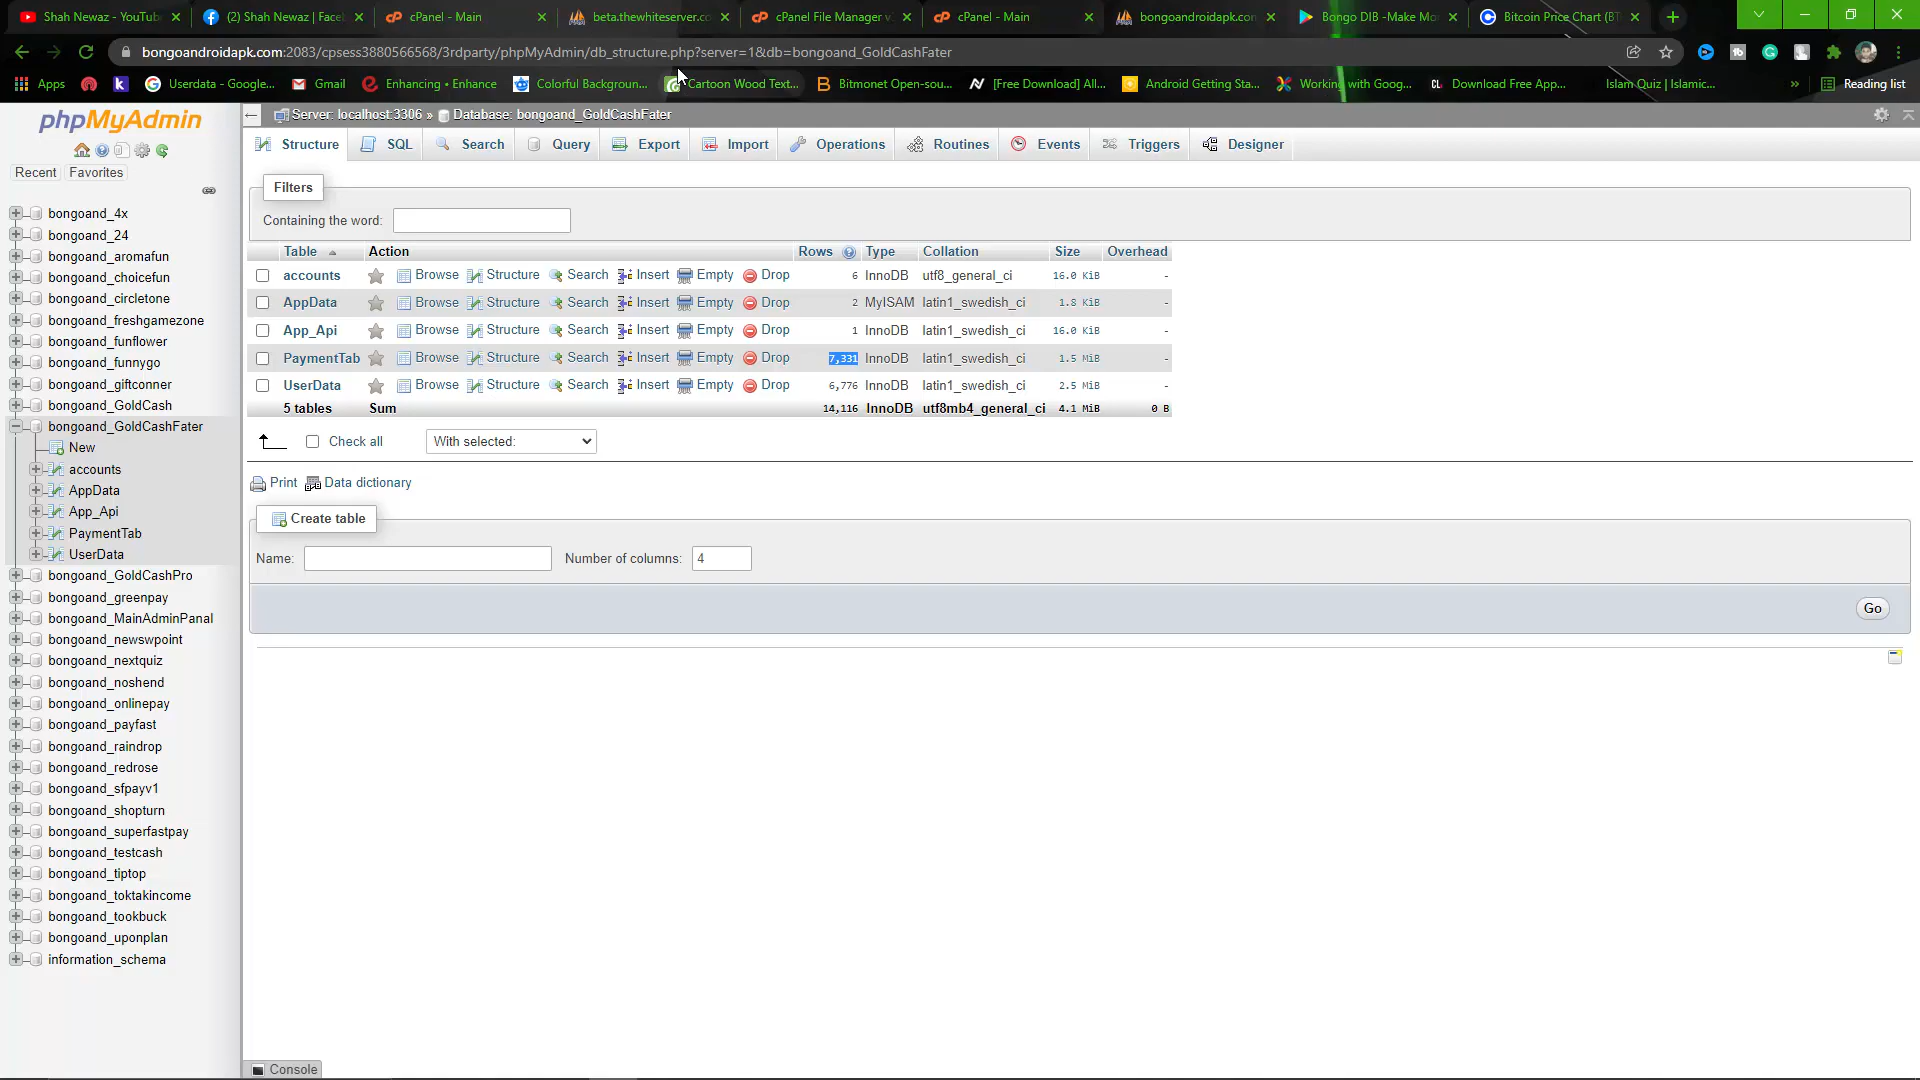 Shah Newaz - YouTube
(2) Shah Newaz | Face
cPanel - Main
beta.thewhiteserver.co
cPanel File Manager v
cPanel - Main
bongoandroidapk.con
Bongo DIB -Make Mo
Bitcoin Price Chart (BT
bongoandroidapk.com:2083/cpsess3880566568/3rdparty/phpMyAdmin/db_structure.php?server=1&db=bongoand_GoldCashFater
Apps
Userdata - Google...
Gmail
Enhancing • Enhance
Colorful Backgroun...
Cartoon Wood Text...
Bitmonet Open-sou...
[Free Download] All...
Android Getting Sta...
Working with Goog...
Download Free App...
Islam Quiz | Islamic...
»
Reading list
phpMyAdmin
Recent Favorites
bongoand_4x
bongoand_24
bongoand_aromafun
bongoand_choicefun
bongoand_circletone
bongoand_freshgamezone
bongoand_funflower
bongoand_funnygo
bongoand_giftconner
bongoand_GoldCash
bongoand_GoldCashFater
New
accounts
AppData
App_Api
PaymentTab
UserData
bongoand_GoldCashPro
bongoand_greenpay
bongoand_MainAdminPanal
bongoand_newswpoint
bongoand_nextquiz
bongoand_noshend
bongoand_onlinepay
bongoand_payfast
bongoand_raindrop
bongoand_redrose
bongoand_sfpayv1
bongoand_shopturn
bongoand_superfastpay
bongoand_testcash
bongoand_tiptop
bongoand_toktakincome
bongoand_tookbuck
bongoand_uponplan
information_schema
Server: localhost:3306 » Database: bongoand_GoldCashFater
Structure SQL Search Query Export Import Operations Routines Events Triggers Designer
Filters
Containing the word:
Table Action Rows Type Collation Size Overhead
accounts Browse Structure Search Insert Empty Drop 6 InnoDB utf8_general_ci 16.0 KiB -
AppData Browse Structure Search Insert Empty Drop 2 MyISAM latin1_swedish_ci 1.8 KiB -
App_Api Browse Structure Search Insert Empty Drop 1 InnoDB latin1_swedish_ci 16.0 KiB -
PaymentTab Browse Structure Search Insert Empty Drop 7,331 InnoDB latin1_swedish_ci 1.5 MiB -
UserData Browse Structure Search Insert Empty Drop 6,776 InnoDB latin1_swedish_ci 2.5 MiB -
5 tables Sum 14,116 InnoDB utf8mb4_general_ci 4.1 MiB 0 B
Check all With selected:
Print Data dictionary
Create table
Name: Number of columns: 4
Go
Console